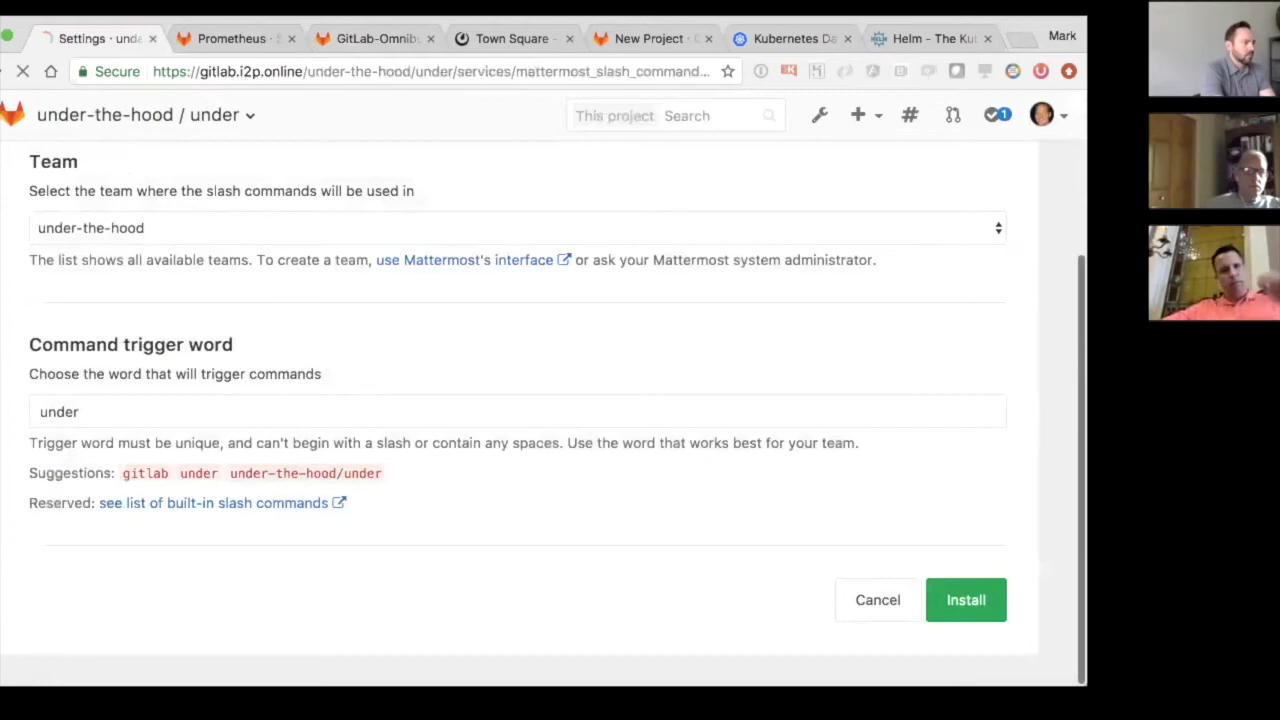 Settings · unde
Prometheus · S
GitLab-Omnibu
Town Square -
New Project · G
Kubernetes Da
Helm - The Ku
Mark
Secure https://gitlab.i2p.online/under-the-hood/under/services/mattermost_slash_command...
under-the-hood / under
This project Search
1
Team
Select the team where the slash commands will be used in
under-the-hood
The list shows all available teams. To create a team, use Mattermost's interface or ask your Mattermost system administrator.
Command trigger word
Choose the word that will trigger commands
under
Trigger word must be unique, and can't begin with a slash or contain any spaces. Use the word that works best for your team.
Suggestions: gitlab under under-the-hood/under
Reserved: see list of built-in slash commands
Cancel
Install